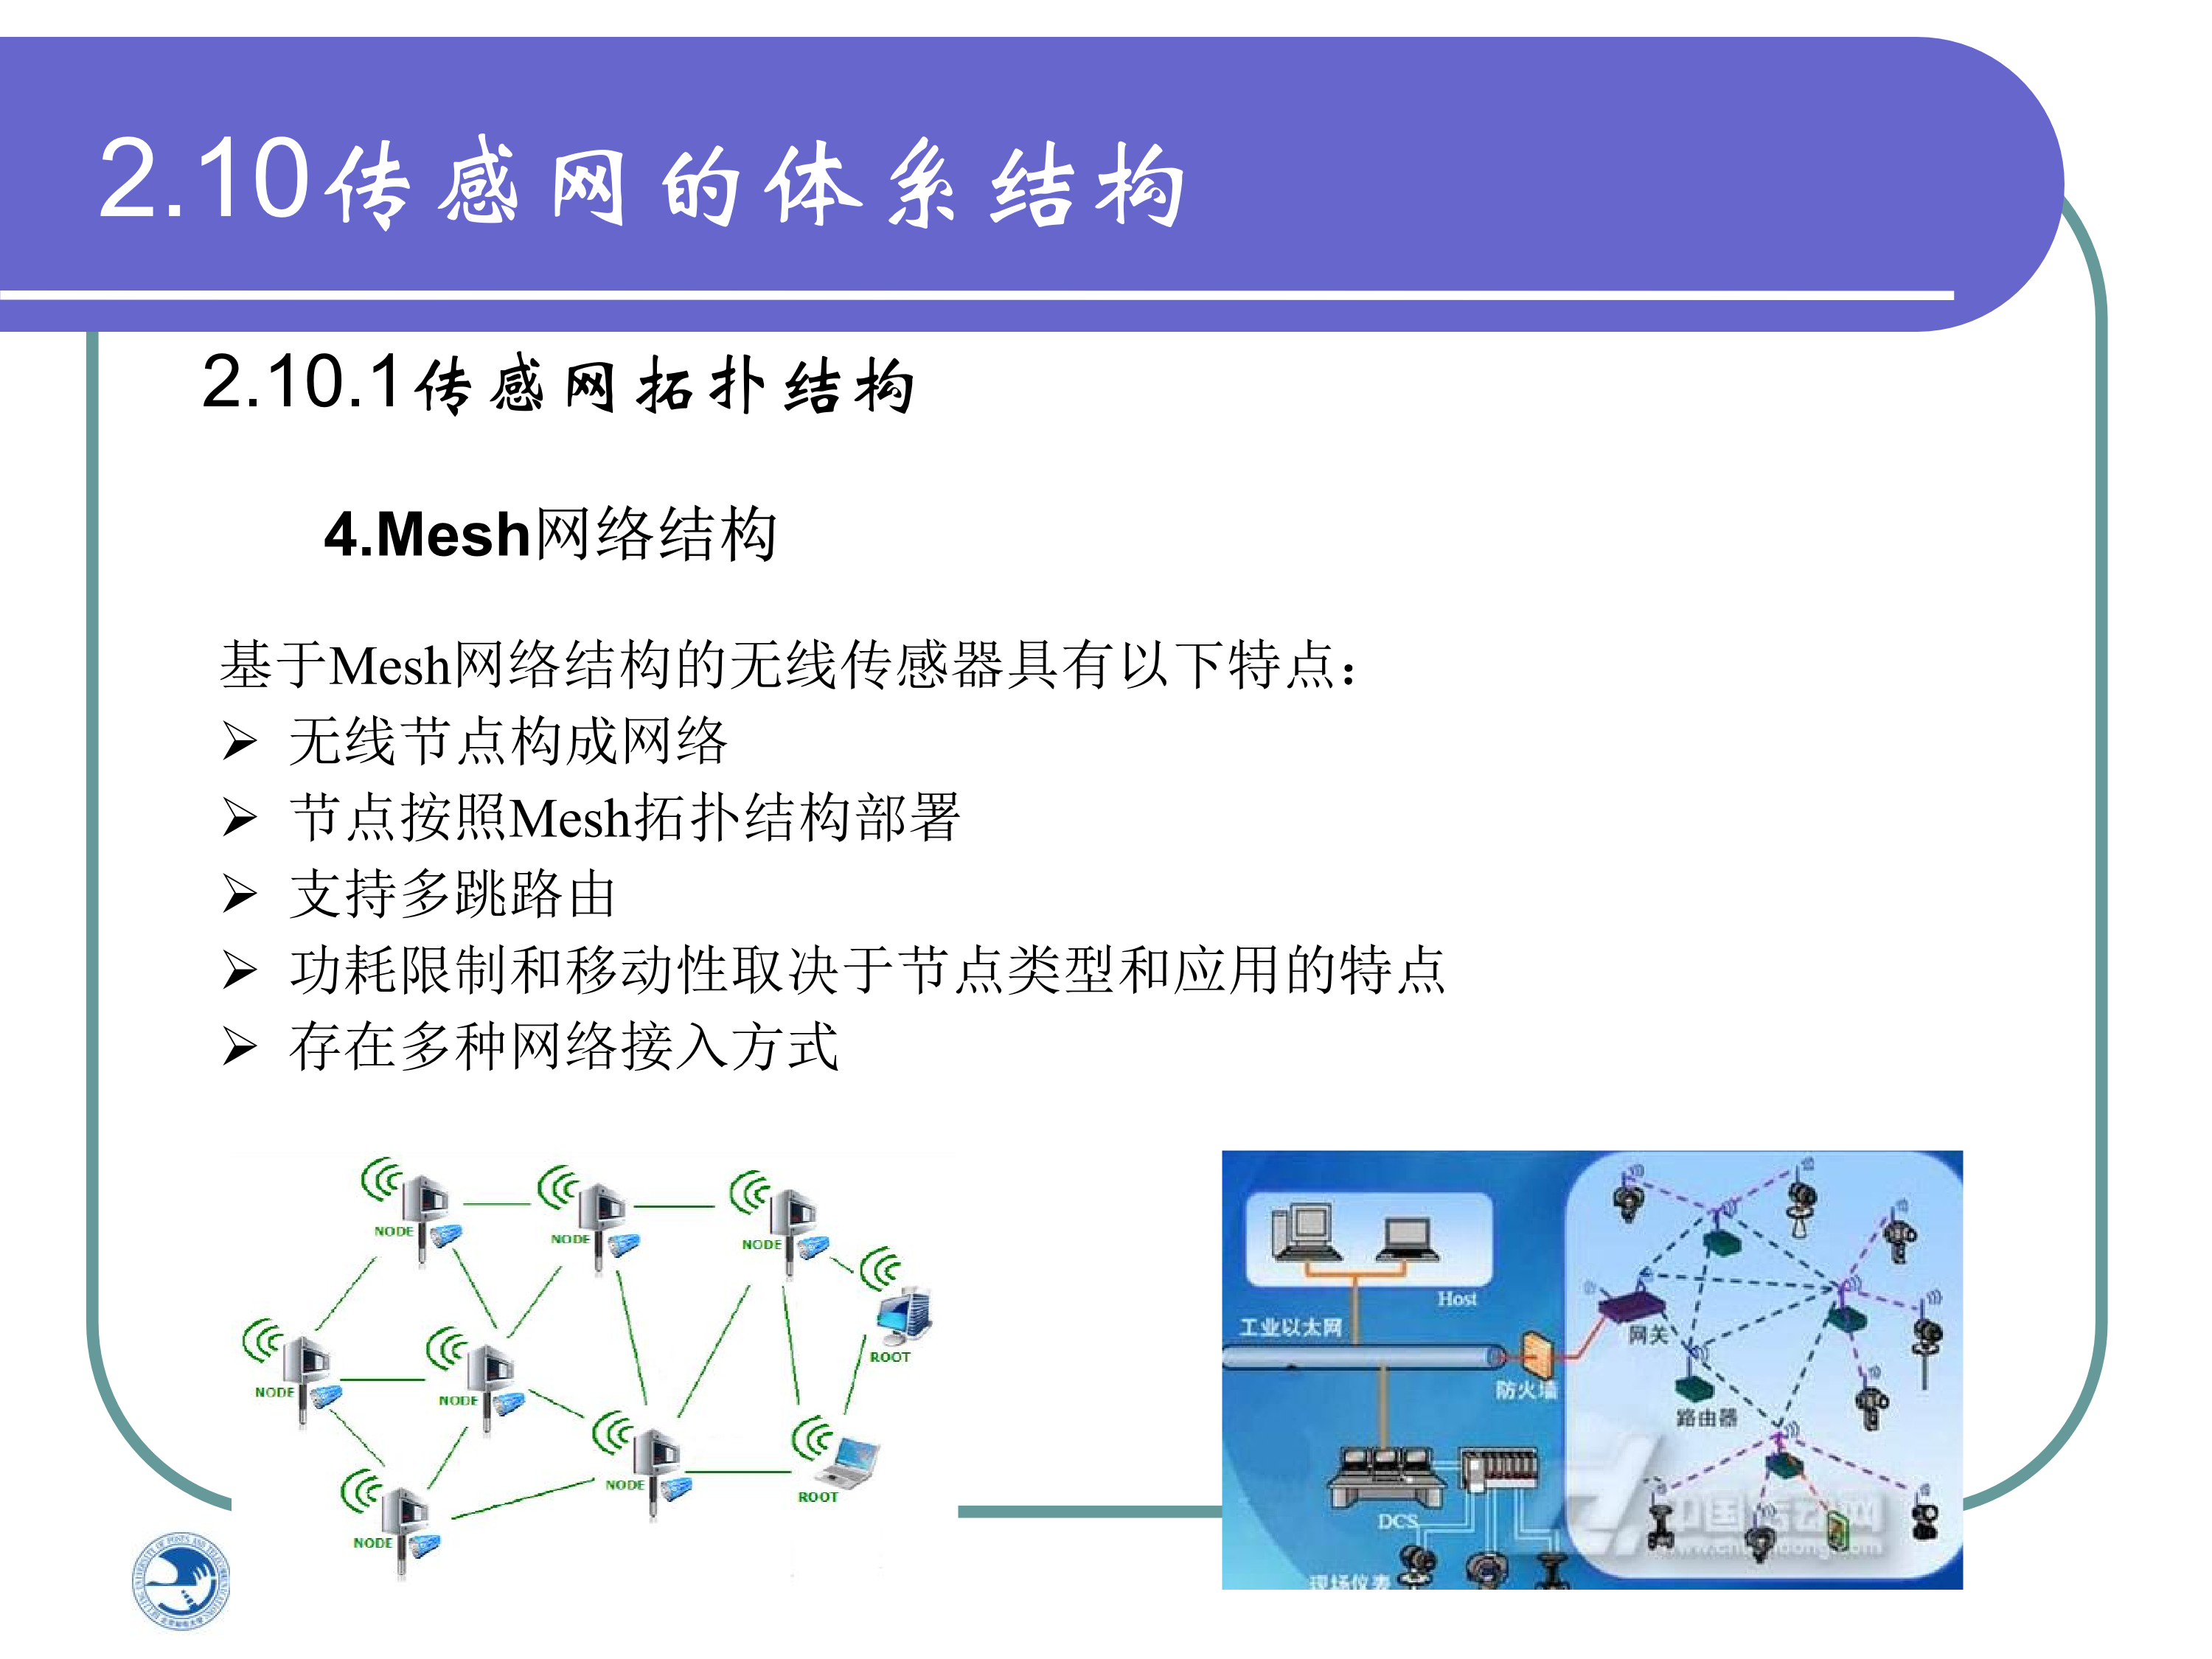 2.10传感网的体系结构
2.10.1传感网拓扑结构
4.Mesh网络结构
基于Mesh网络结构的无线传感器具有以下特点：
➢ 无线节点构成网络
➢ 节点按照Mesh拓扑结构部署
➢ 支持多跳路由
➢ 功耗限制和移动性取决于节点类型和应用的特点
➢ 存在多种网络接入方式
NODE
NODE
NODE
ROOT
NODE
NODE
NODE
ROOT
NODE
Host
工业以太网
网关
防火墙
路由器
DCS
现场仪表
中国传动网